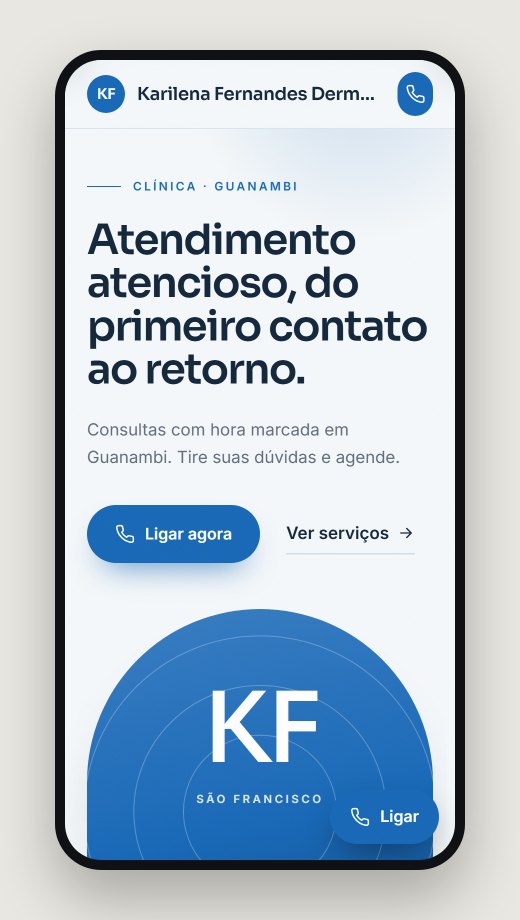 KF
Karilena Fernandes Derm...
CLÍNICA · GUANAMBI
Atendimento
atencioso, do
primeiro contato
ao retorno.
Consultas com hora marcada em
Guanambi. Tire suas dúvidas e agende.
Ligar agora
Ver serviços →
KF
SÃO FRANCISCO
Ligar